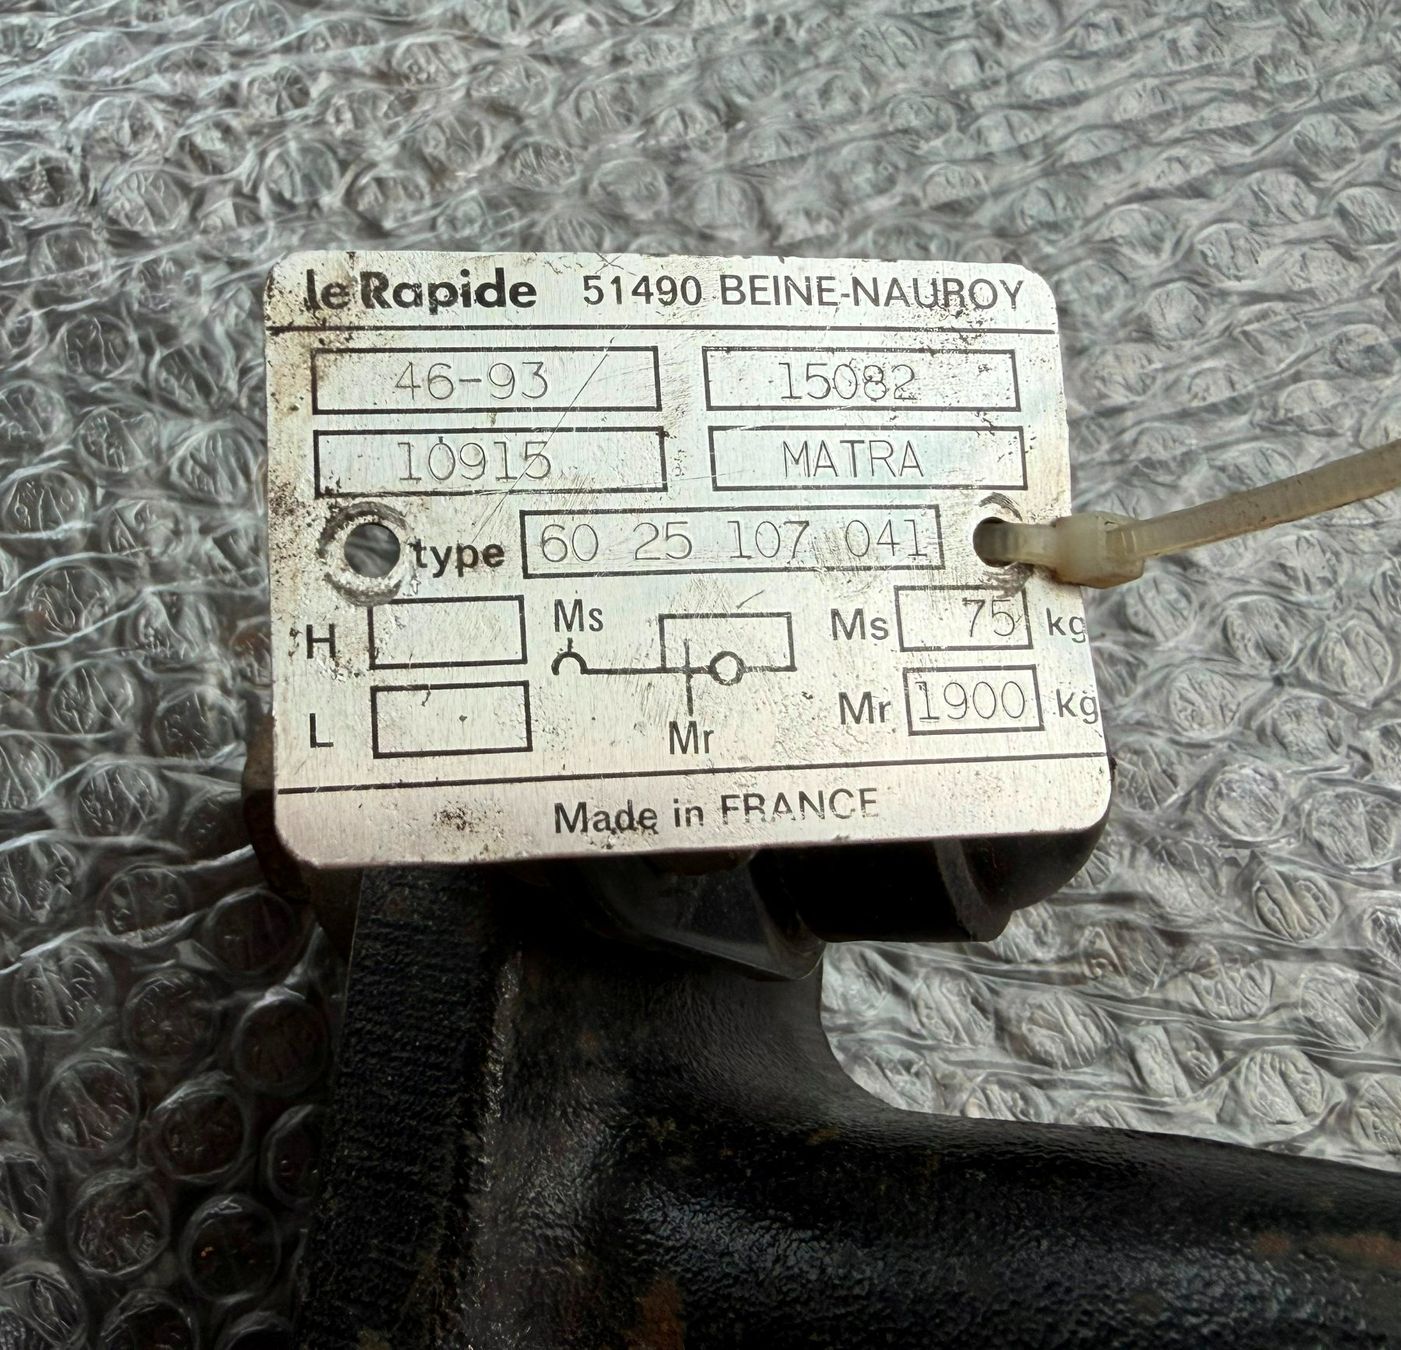 le Rapide 51490 BEINE-NAUROY
46-93 15082
10915 MATRA
type 60 25 107 041
H Ms Ms 75 kg
L Mr Mr 1900 kg
Made in FRANCE